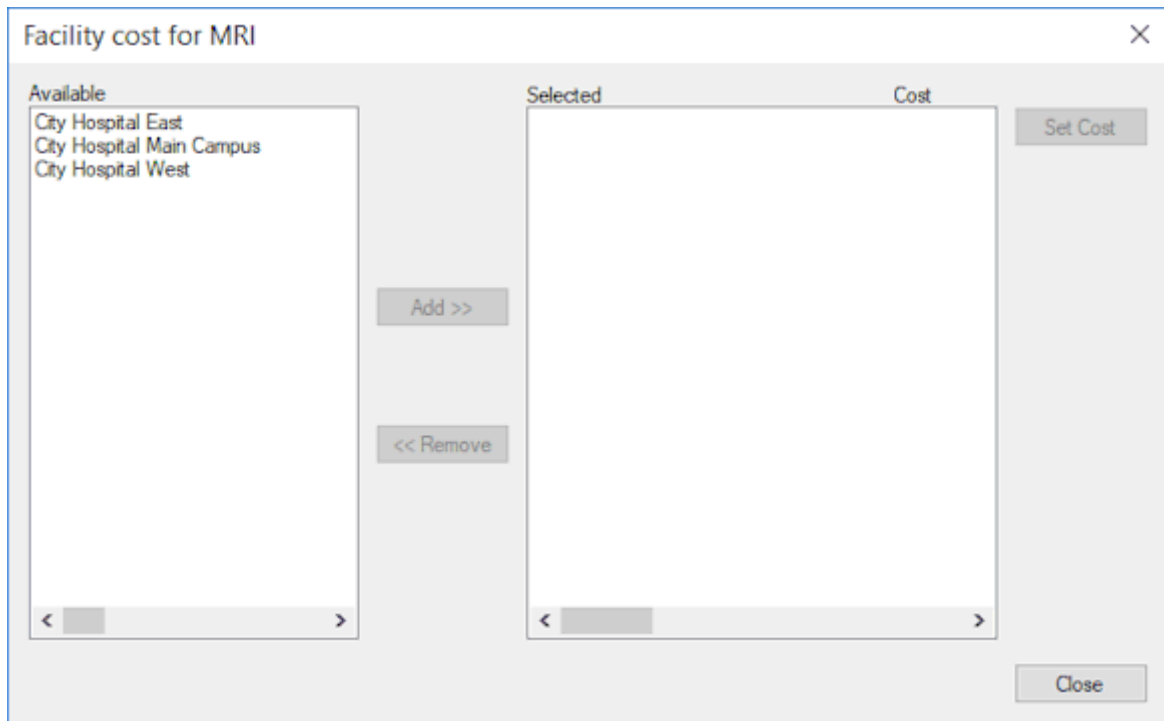 Facility cost for MRI
Available
Selected Cost
City Hospital East
City Hospital Main Campus
City Hospital West
Set Cost
Add >>
<< Remove
Close